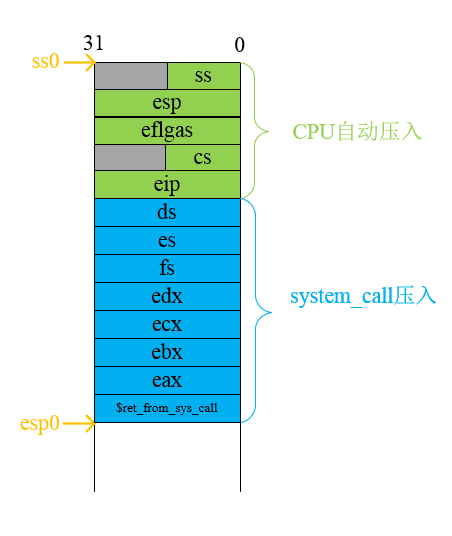 31 0
ss0
ss
esp
eflgas
cs
eip
CPU自动压入
ds
es
fs
edx
ecx
ebx
eax
$ret_from_sys_call
system_call压入
esp0